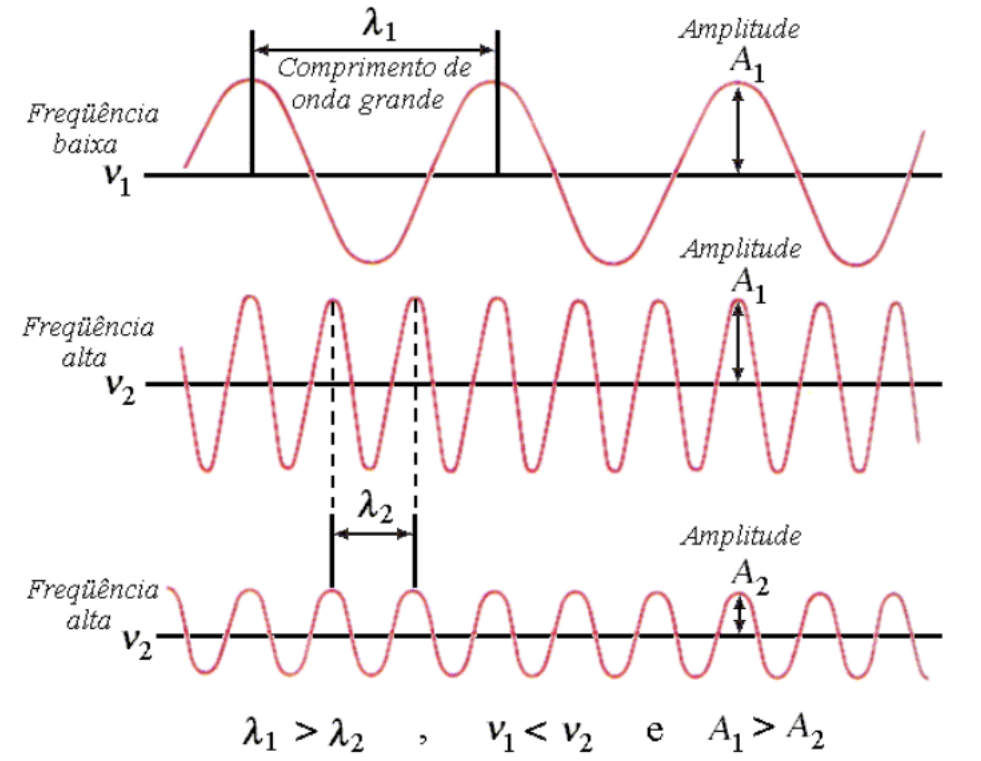 λ1
Comprimento de
onda grande
Amplitude
A1
Freqüência
baixa
ν1
Amplitude
A1
Freqüência
alta
ν2
λ2
Amplitude
A2
Freqüência
alta
ν2
λ1 > λ2 , ν1 < ν2 e A1 > A2